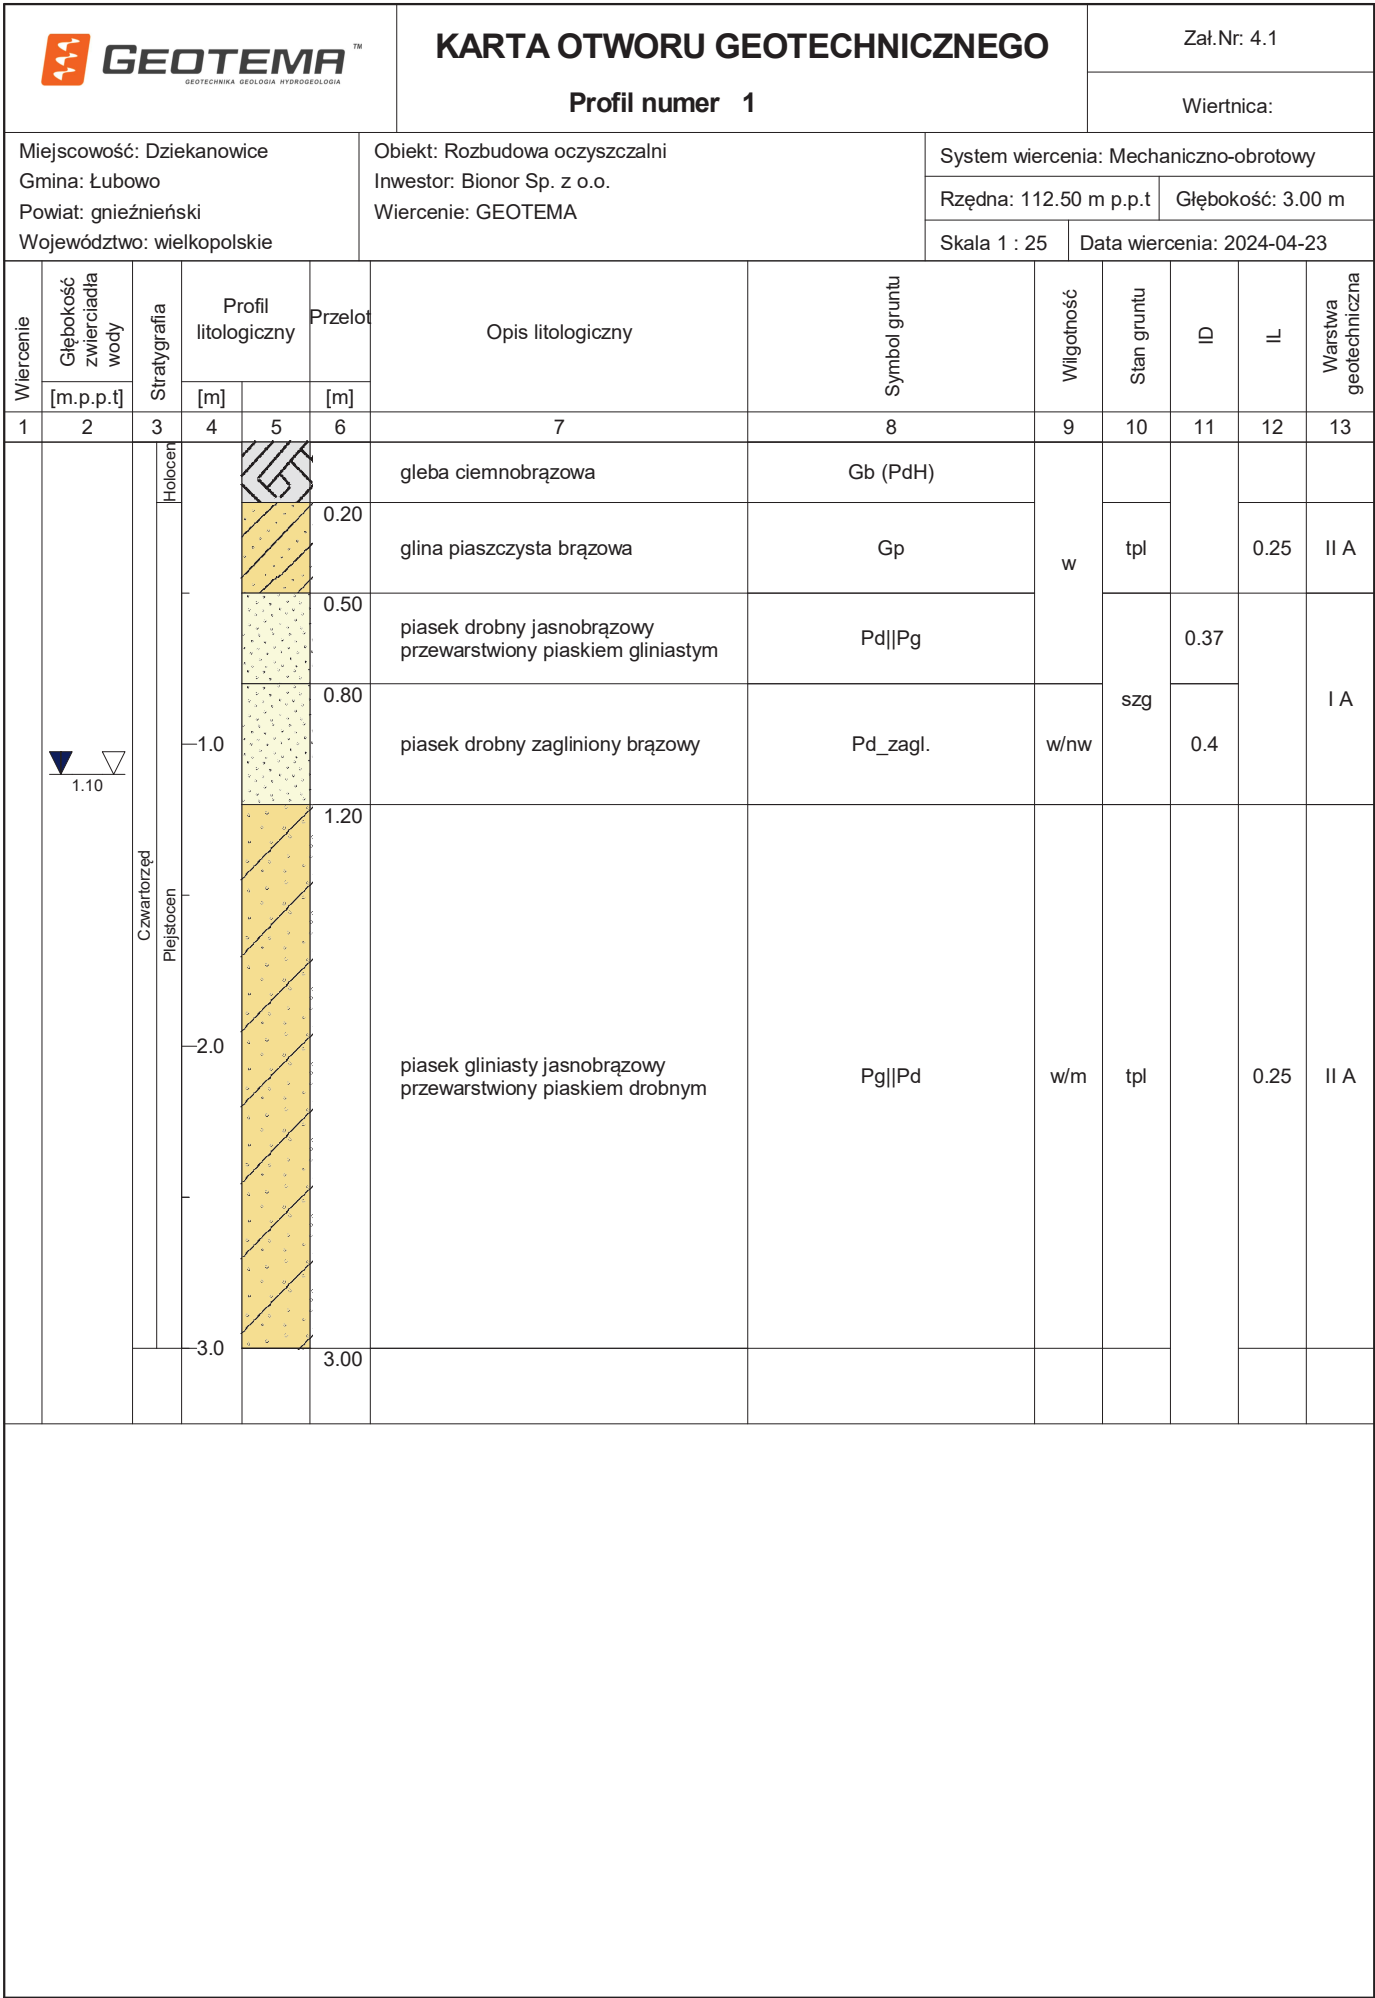 GEOTEMA™
GEOTECHNIKA GEOLOGIA HYDROGEOLOGIA
KARTA OTWORU GEOTECHNICZNEGO
Profil numer 1
Zał.Nr: 4.1
Wiertnica:
Miejscowość: Dziekanowice
Gmina: Łubowo
Powiat: gnieźnieński
Województwo: wielkopolskie
Obiekt: Rozbudowa oczyszczalni
Inwestor: Bionor Sp. z o.o.
Wiercenie: GEOTEMA
System wiercenia: Mechaniczno-obrotowy
Rzędna: 112.50 m p.p.t
Głębokość: 3.00 m
Skala 1 : 25
Data wiercenia: 2024-04-23
Wiercenie
Głębokość
zwierciadła
wody
[m.p.p.t]
Stratygrafia
Profil
litologiczny
[m]
Przelot
[m]
Opis litologiczny
Symbol gruntu
Wilgotność
Stan gruntu
ID
IL
Warstwa
geotechniczna
1 2 3 4 5 6 7 8 9 10 11 12 13
Holocen
gleba ciemnobrązowa
Gb (PdH)
0.20
glina piaszczysta brązowa
Gp
w
tpl
0.25
II A
0.50
piasek drobny jasnobrązowy
przewarstwiony piaskiem gliniastym
Pd||Pg
0.37
0.80
szg
I A
1.0
piasek drobny zagliniony brązowy
Pd_zagl.
w/nw
0.4
1.10
1.20
Czwartorzęd
Plejstocen
2.0
piasek gliniasty jasnobrązowy
przewarstwiony piaskiem drobnym
Pg||Pd
w/m
tpl
0.25
II A
3.0
3.00